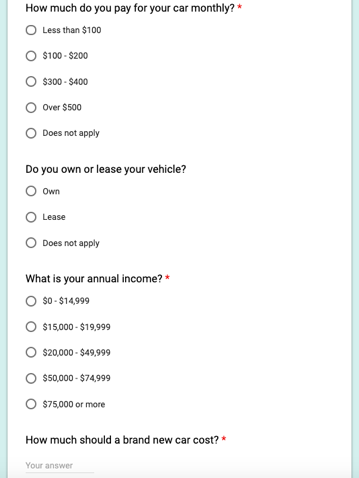 How much do you pay for your car monthly? *
Less than $100
$100 - $200
$300 - $400
Over $500
Does not apply
Do you own or lease your vehicle?
Own
Lease
Does not apply
What is your annual income? *
$0 - $14,999
$15,000 - $19,999
$20,000 - $49,999
$50,000 - $74,999
$75,000 or more
How much should a brand new car cost? *
Your answer